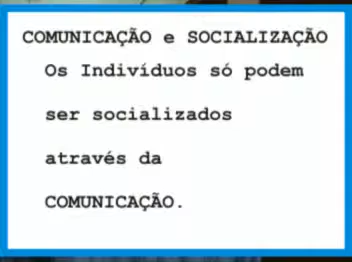 COMUNICAÇÃO e SOCIALIZAÇÃO
Os Indivíduos só podem
ser socializados
através da
COMUNICAÇÃO.